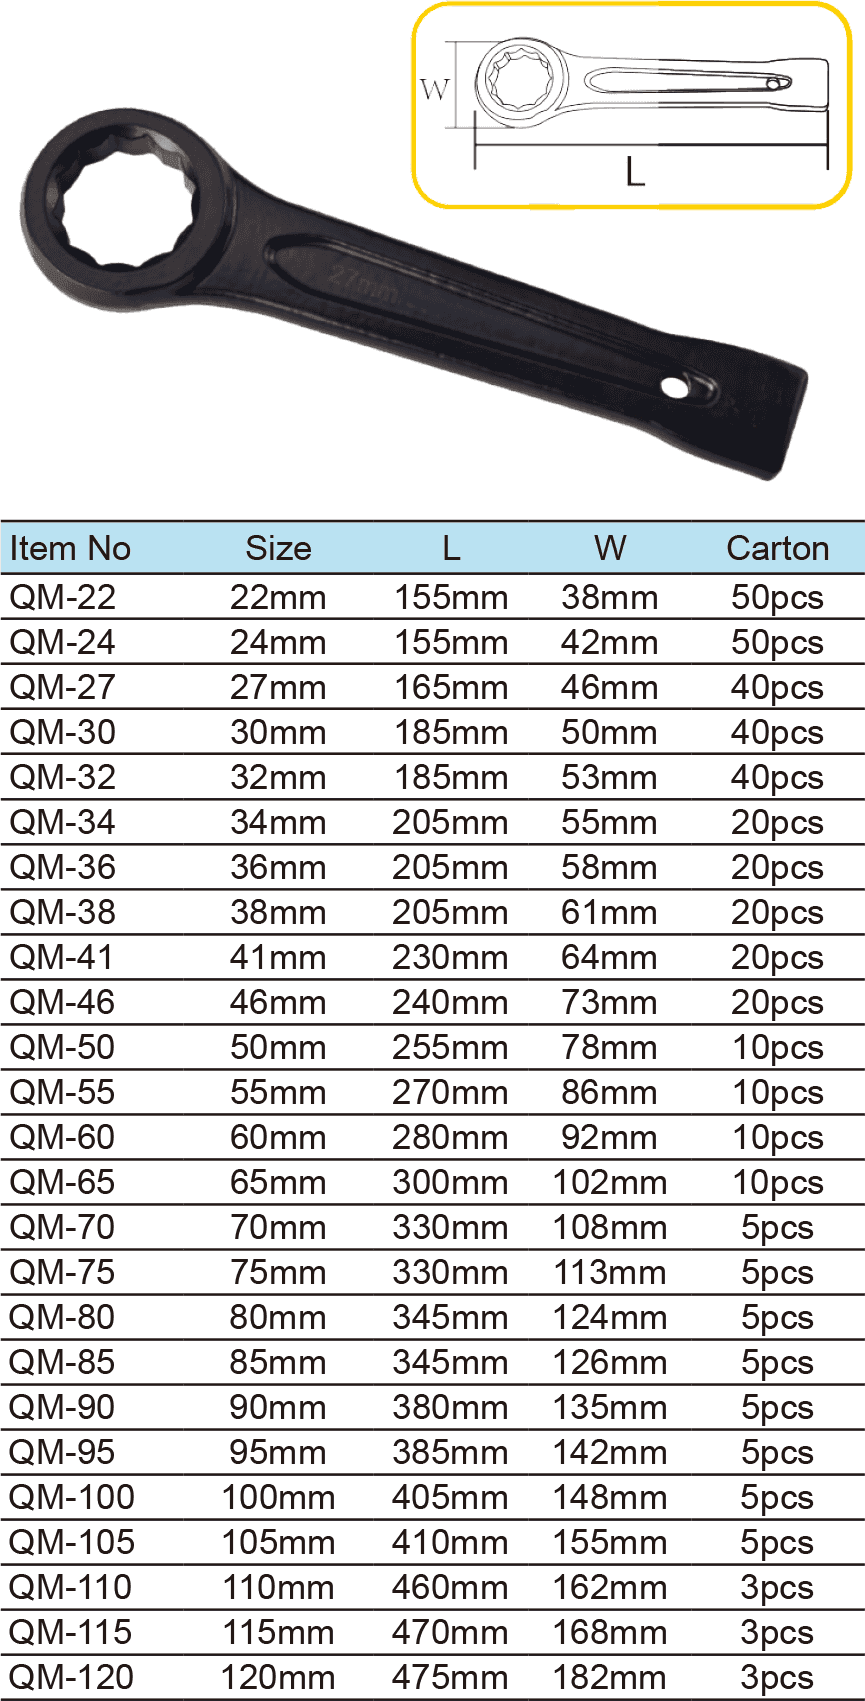 W
L
27mm
Item No Size L W Carton
QM-22 22mm 155mm 38mm 50pcs
QM-24 24mm 155mm 42mm 50pcs
QM-27 27mm 165mm 46mm 40pcs
QM-30 30mm 185mm 50mm 40pcs
QM-32 32mm 185mm 53mm 40pcs
QM-34 34mm 205mm 55mm 20pcs
QM-36 36mm 205mm 58mm 20pcs
QM-38 38mm 205mm 61mm 20pcs
QM-41 41mm 230mm 64mm 20pcs
QM-46 46mm 240mm 73mm 20pcs
QM-50 50mm 255mm 78mm 10pcs
QM-55 55mm 270mm 86mm 10pcs
QM-60 60mm 280mm 92mm 10pcs
QM-65 65mm 300mm 102mm 10pcs
QM-70 70mm 330mm 108mm 5pcs
QM-75 75mm 330mm 113mm 5pcs
QM-80 80mm 345mm 124mm 5pcs
QM-85 85mm 345mm 126mm 5pcs
QM-90 90mm 380mm 135mm 5pcs
QM-95 95mm 385mm 142mm 5pcs
QM-100 100mm 405mm 148mm 5pcs
QM-105 105mm 410mm 155mm 5pcs
QM-110 110mm 460mm 162mm 3pcs
QM-115 115mm 470mm 168mm 3pcs
QM-120 120mm 475mm 182mm 3pcs